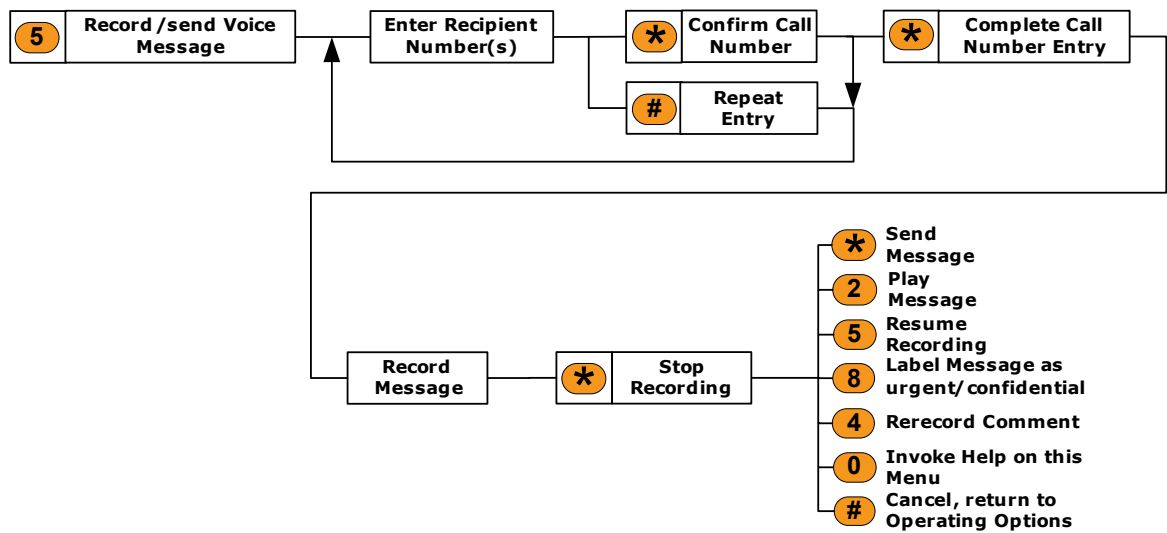 5
Record /send Voice
Message
Enter Recipient
Number(s)
*
Confirm Call
Number
*
Complete Call
Number Entry
#
Repeat
Entry
Record
Message
*
Stop
Recording
*
Send
Message
2
Play
Message
5
Resume
Recording
8
Label Message as
urgent/confidential
4
Rerecord Comment
0
Invoke Help on this
Menu
#
Cancel, return to
Operating Options